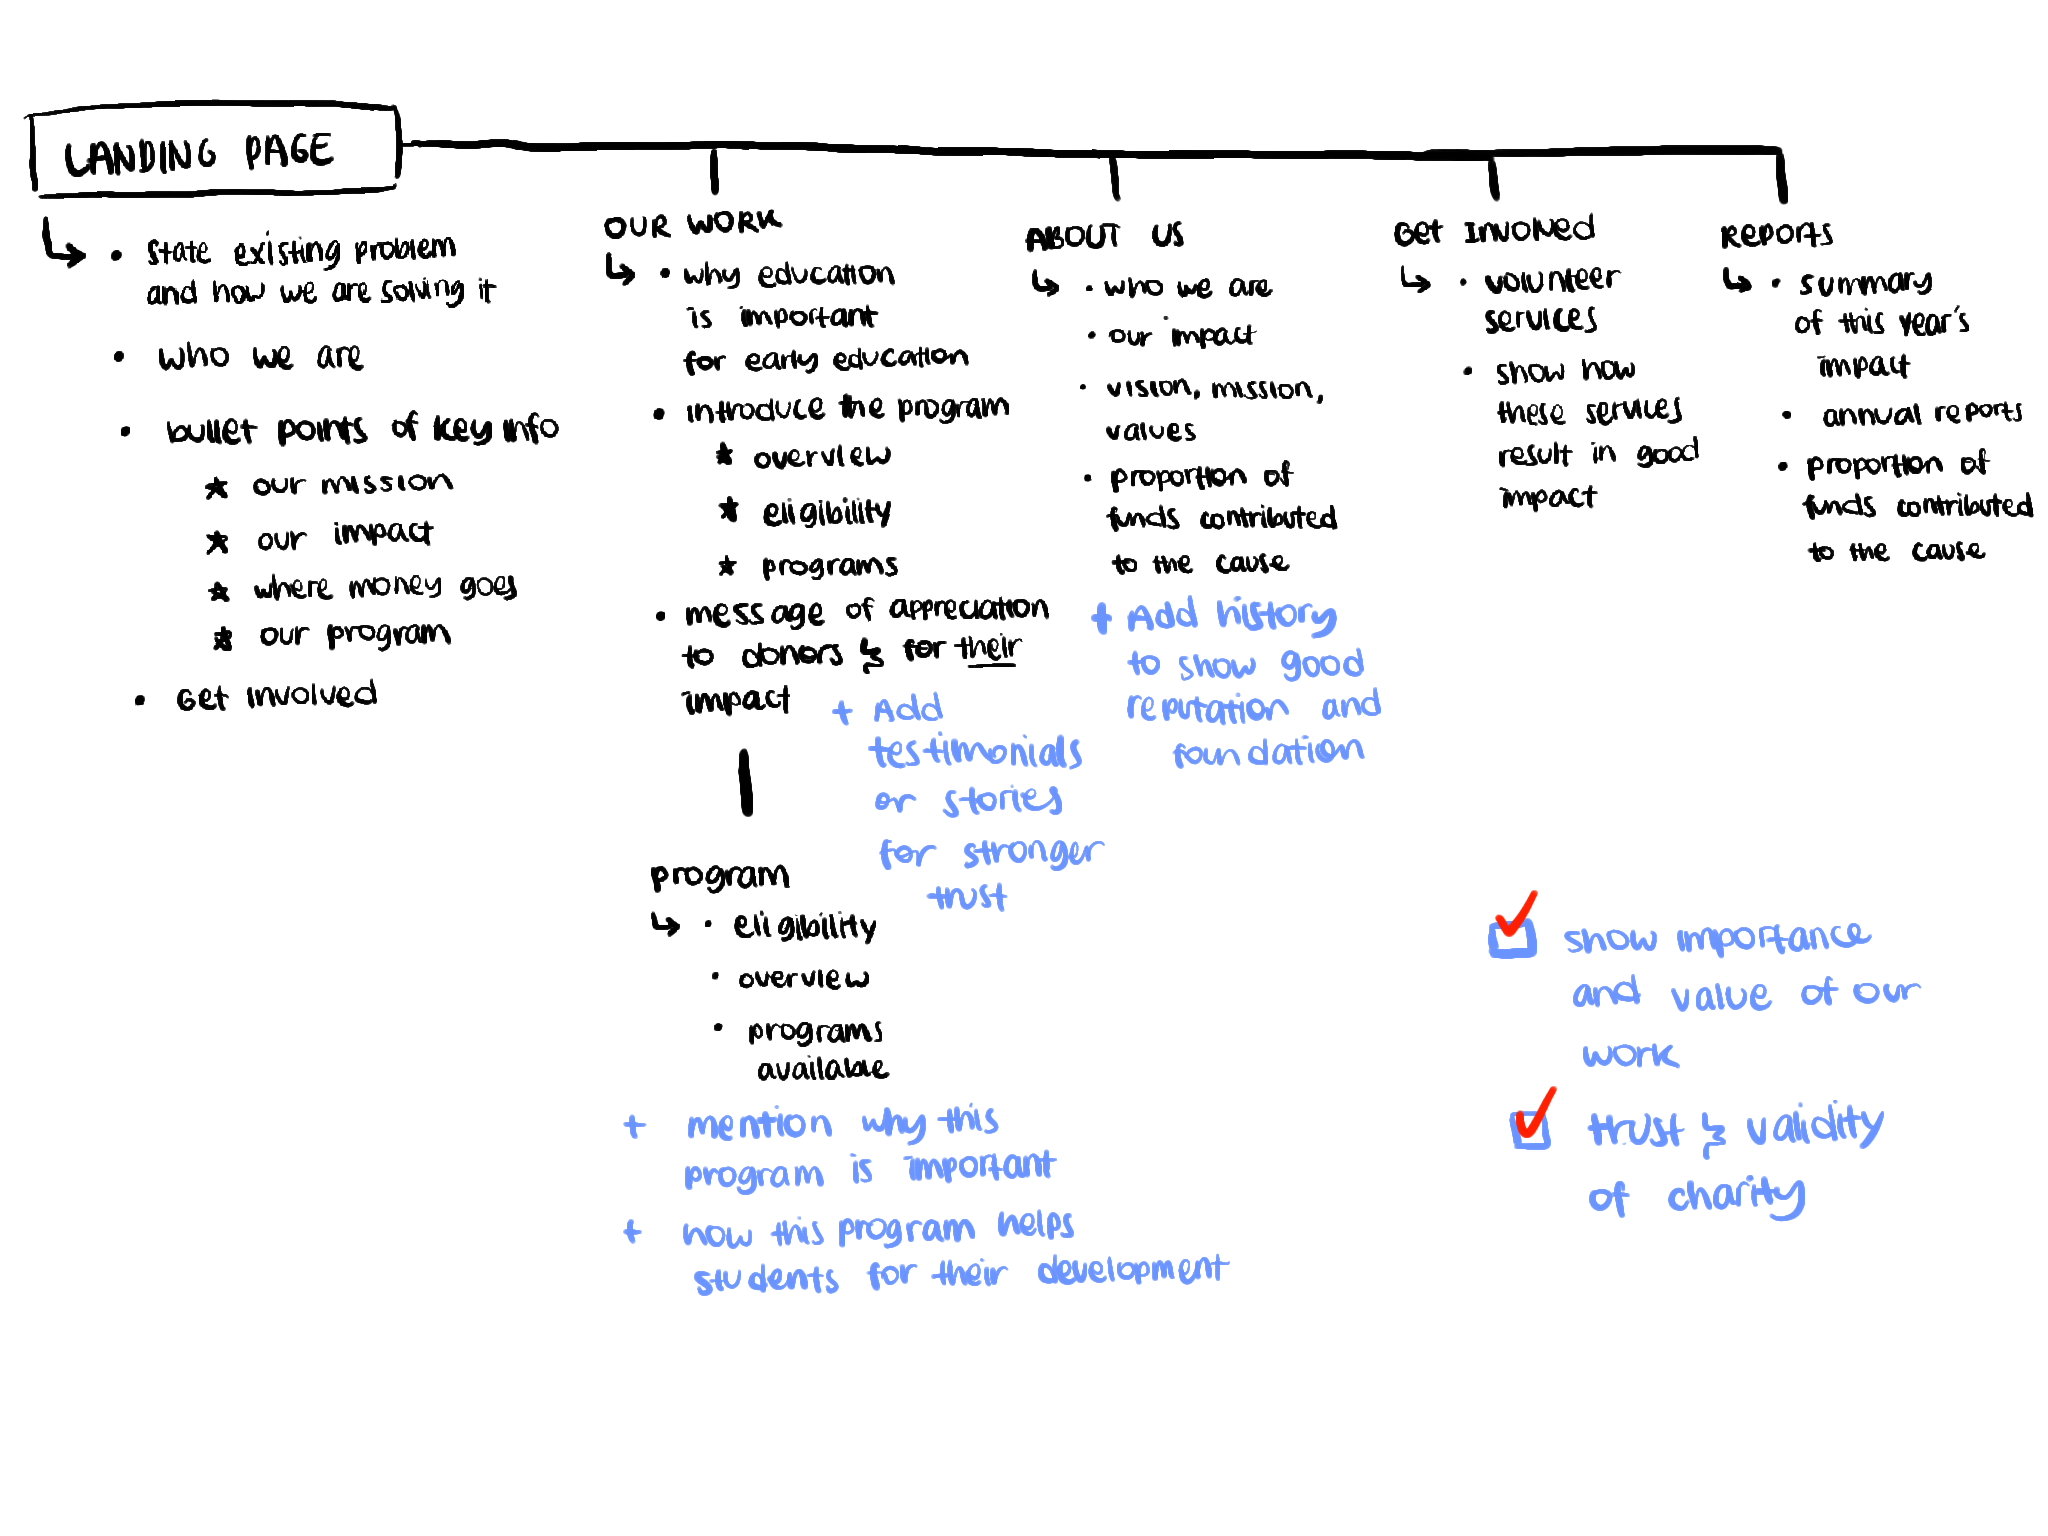 LANDING PAGE
• state existing problem
and how we are solving it
• who we are
• bullet points of key info
★ our mission
★ our impact
★ where money goes
★ our program
• Get involved
OUR WORK
• why education
is important
for early education
• introduce the program
★ overview
★ eligibility
★ programs
• message of appreciation
to donors & for their
impact
+ Add
testimonials
or stories
for stronger
trust
program
• eligibility
• overview
• programs
available
+ mention why this
program is important
+ how this program helps
students for their development
ABOUT US
• who we are
• our impact
• vision, mission,
values
• proportion of
funds contributed
to the cause
+ Add history
to show good
reputation and
foundation
Get Involved
• volunteer
services
• show how
these services
result in good
impact
Reports
• summary
of this year's
impact
• annual reports
• proportion of
funds contributed
to the cause
show importance
and value of our
work
trust & validity
of charity